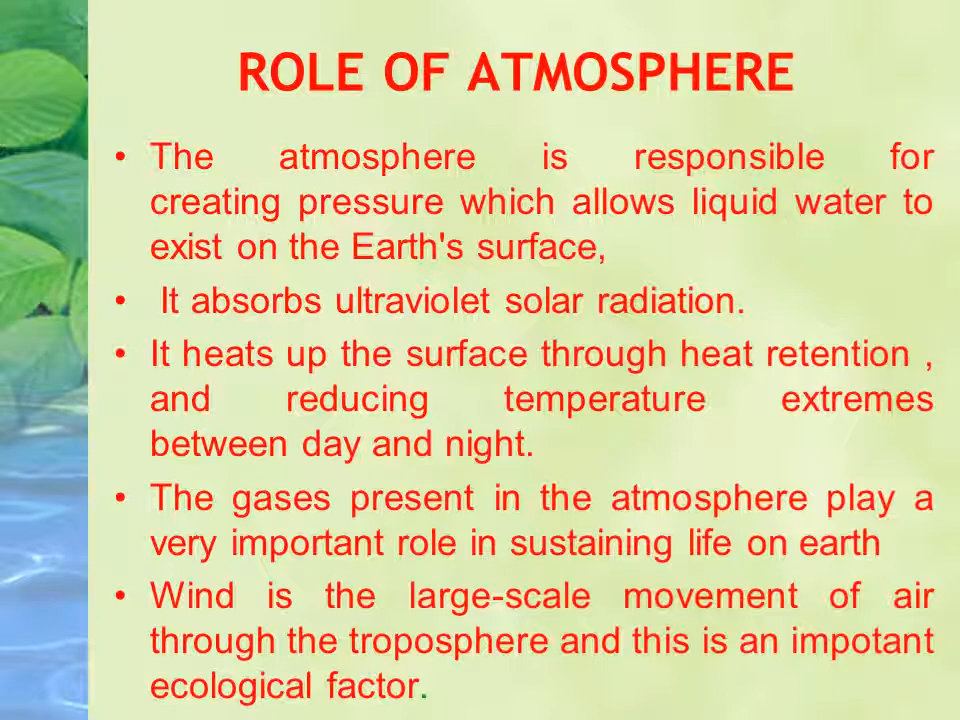 ROLE OF ATMOSPHERE
• The atmosphere is responsible for
creating pressure which allows liquid water to
exist on the Earth's surface,
• It absorbs ultraviolet solar radiation.
• It heats up the surface through heat retention ,
and reducing temperature extremes
between day and night.
• The gases present in the atmosphere play a
very important role in sustaining life on earth
• Wind is the large-scale movement of air
through the troposphere and this is an impotant
ecological factor.